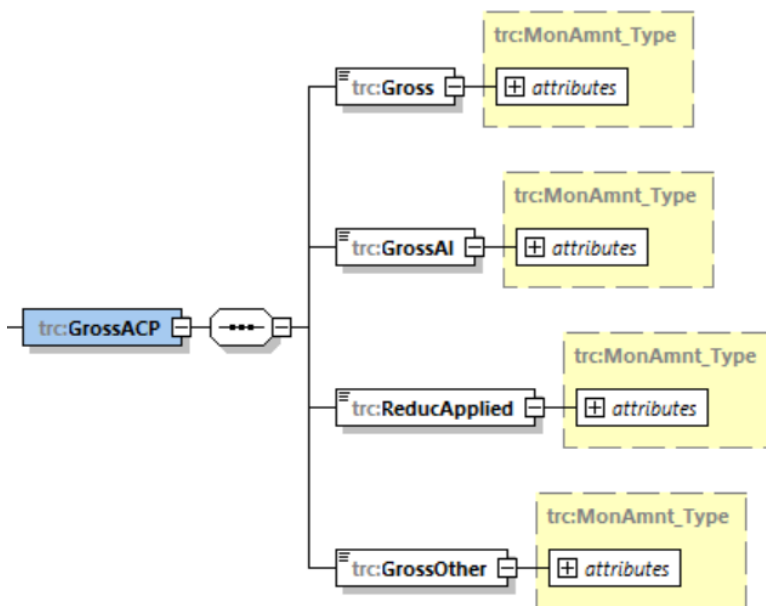 trc:MonAmnt_Type
trc:Gross
attributes
trc:MonAmnt_Type
trc:GrossAI
attributes
trc:GrossACP
trc:MonAmnt_Type
trc:ReducApplied
attributes
trc:MonAmnt_Type
trc:GrossOther
attributes